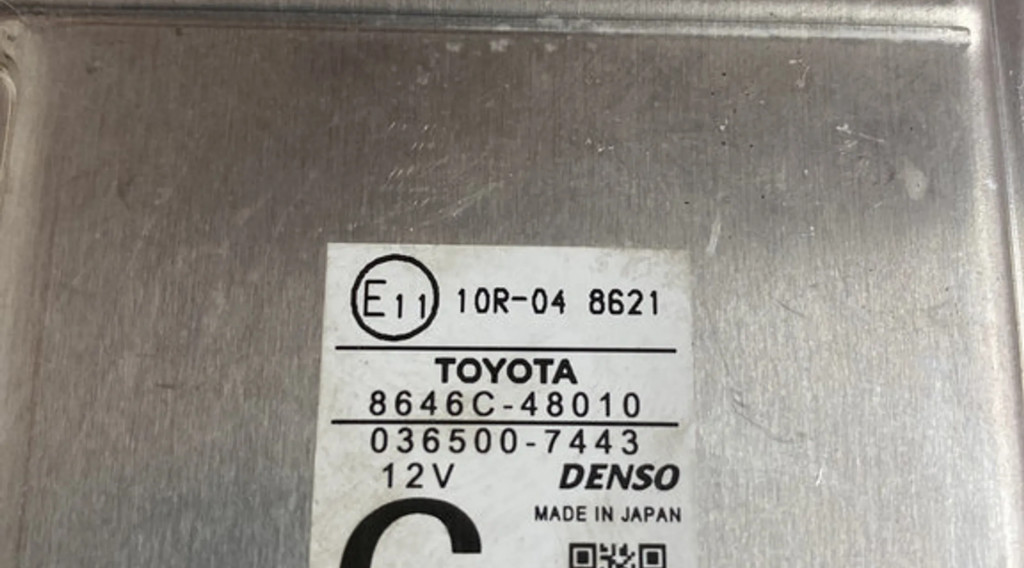 E11 10R-04 8621
TOYOTA
8646C-48010
036500-7443
12V DENSO
MADE IN JAPAN